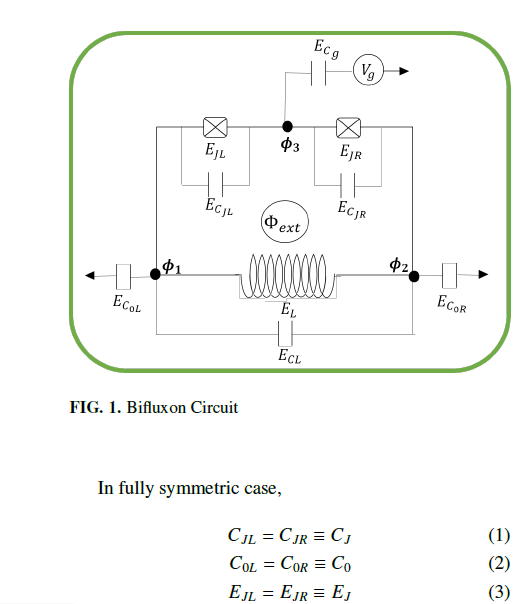 E_{C_g}
V_g
E_{JL}
ϕ_3
E_{JR}
E_{C_{JL}}
Φ_{ext}
E_{C_{JR}}
ϕ_1
ϕ_2
E_{C_{oL}}
E_L
E_{C_{oR}}
E_{CL}
FIG. 1. Bifluxon Circuit
In fully symmetric case,
C_{JL} = C_{JR} ≡ C_J (1)
C_{0L} = C_{0R} ≡ C_0 (2)
E_{JL} = E_{JR} ≡ E_J (3)